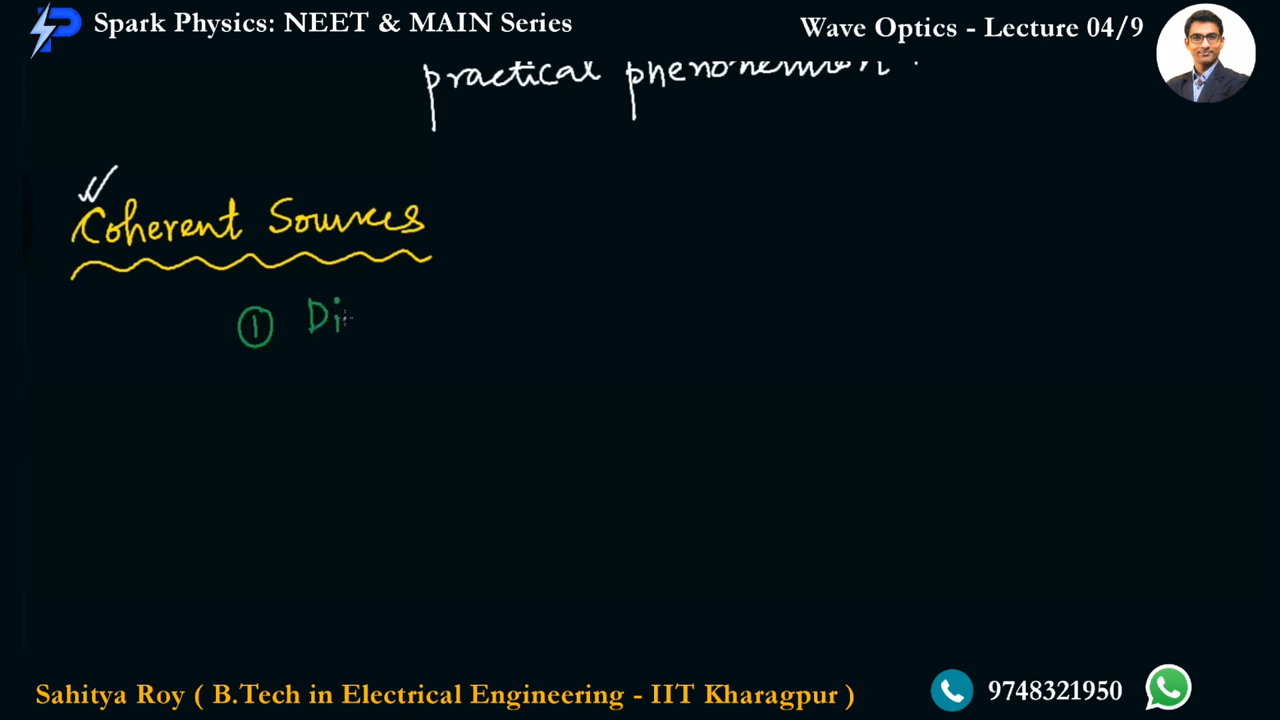 Spark Physics: NEET & MAIN Series
Wave Optics - Lecture 04/9
practical phenomenon.
Coherent Sources
① Di
Sahitya Roy ( B.Tech in Electrical Engineering - IIT Kharagpur )
9748321950